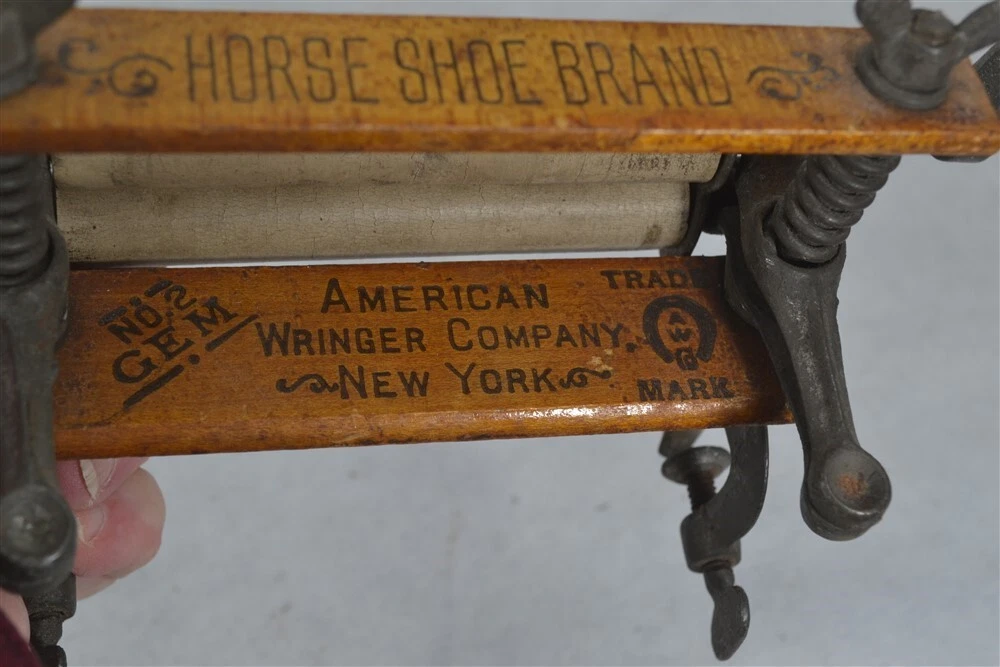 HORSE SHOE BRAND
NO. 2
GEM
AMERICAN
WRINGER COMPANY.
NEW YORK
TRADE
AWC
MARK